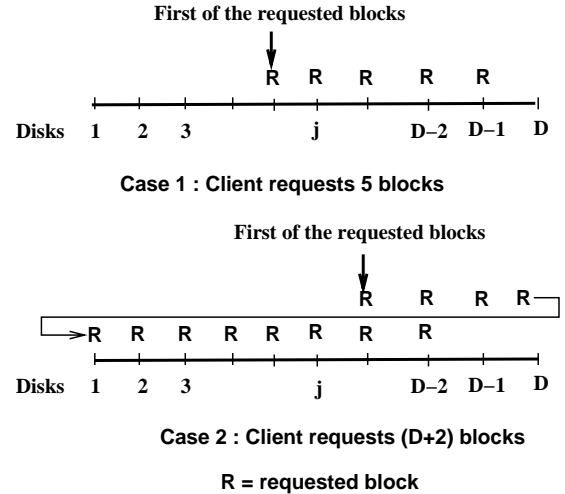 First of the requested blocks
R R R R R
Disks 1 2 3 j D–2 D–1 D
Case 1 : Client requests 5 blocks
First of the requested blocks
R R R R
R R R R R R R R
Disks 1 2 3 j D–2 D–1 D
Case 2 : Client requests (D+2) blocks
R = requested block